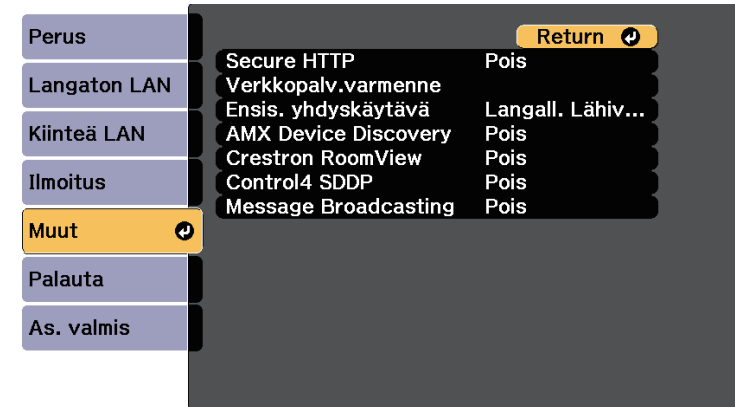 Perus
Langaton LAN
Kiinteä LAN
Ilmoitus
Muut
Palauta
As. valmis
Return
Secure HTTP Pois
Verkkopalv.varmenne
Ensis. yhdyskäytävä Langall. Lähiv...
AMX Device Discovery Pois
Crestron RoomView Pois
Control4 SDDP Pois
Message Broadcasting Pois